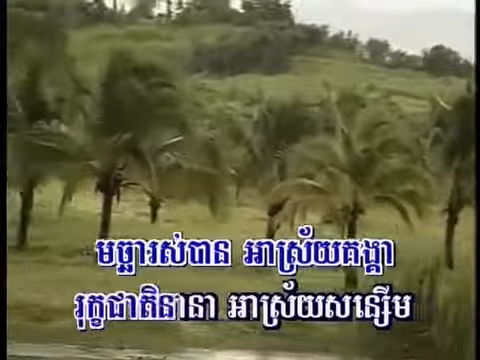 មច្ឆារស់បាន អាស្រ័យគង្គា
រុក្ខជាតិនានា អាស្រ័យសន្សើម